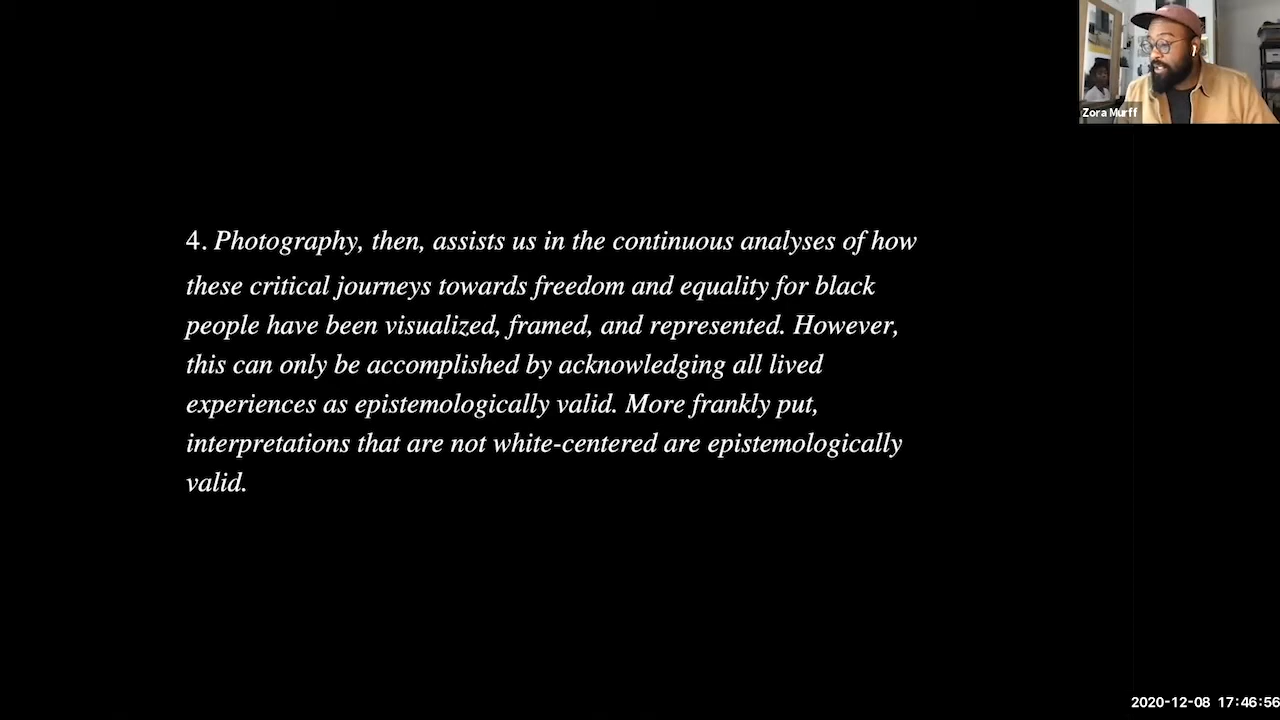 Zora Murff
4. Photography, then, assists us in the continuous analyses of how
these critical journeys towards freedom and equality for black
people have been visualized, framed, and represented. However,
this can only be accomplished by acknowledging all lived
experiences as epistemologically valid. More frankly put,
interpretations that are not white-centered are epistemologically
valid.
2020-12-08 17:46:56